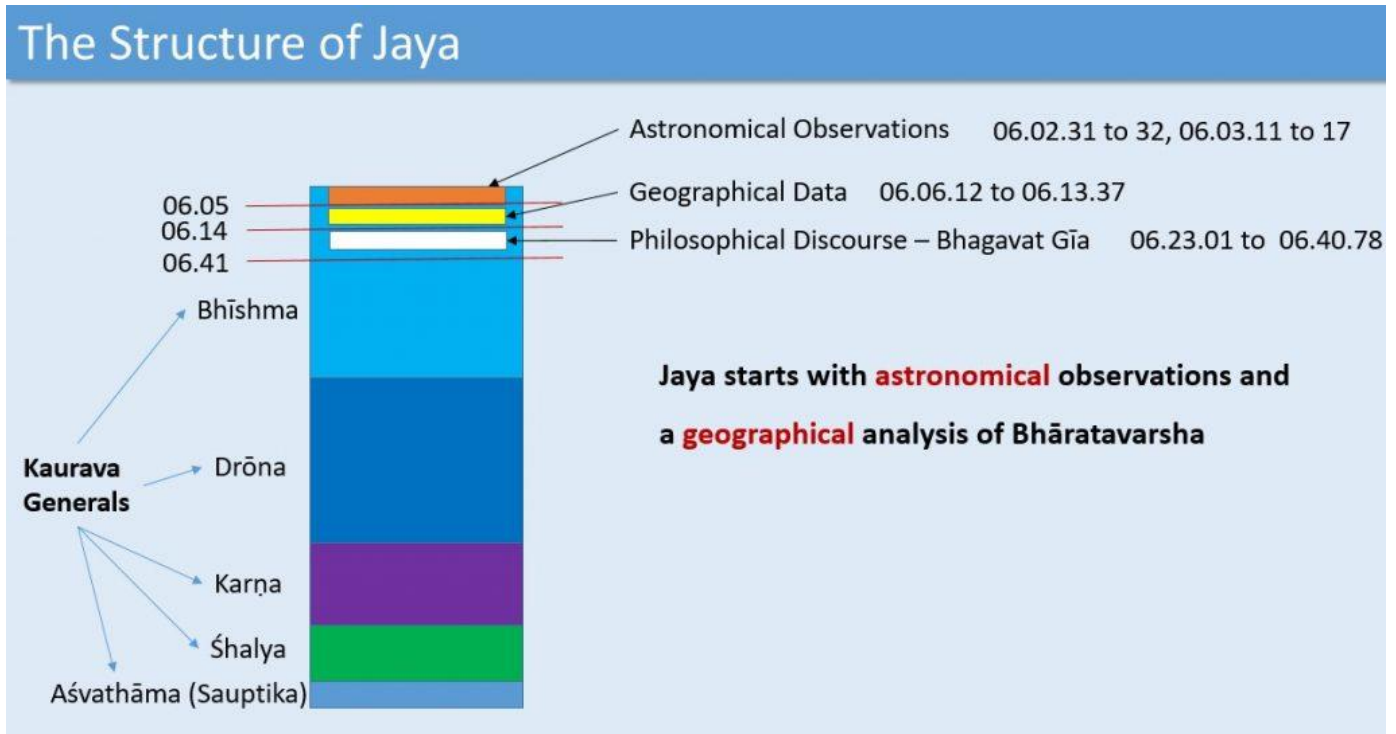 The Structure of Jaya
Astronomical Observations 06.02.31 to 32, 06.03.11 to 17
Geographical Data 06.06.12 to 06.13.37
Philosophical Discourse – Bhagavat Gīa 06.23.01 to 06.40.78
06.05
06.14
06.41
Bhīshma
Jaya starts with astronomical observations and
a geographical analysis of Bhāratavarsha
Kaurava
Generals
Drōna
Karṇa
Śhalya
Aśvathāma (Sauptika)